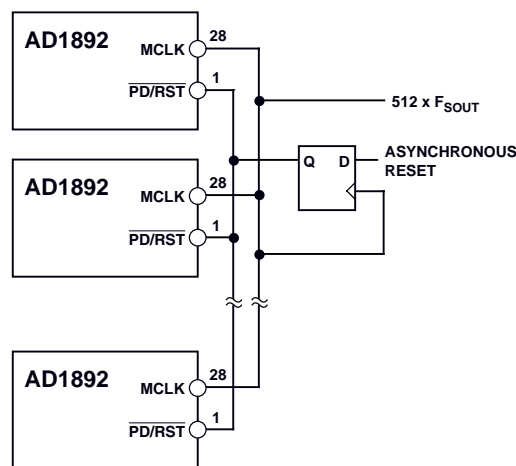 AD1892
MCLK
28
PD/RST
1
512 x FSOUT
Q D
ASYNCHRONOUS
RESET
AD1892
MCLK
28
PD/RST
1
AD1892
MCLK
28
PD/RST
1